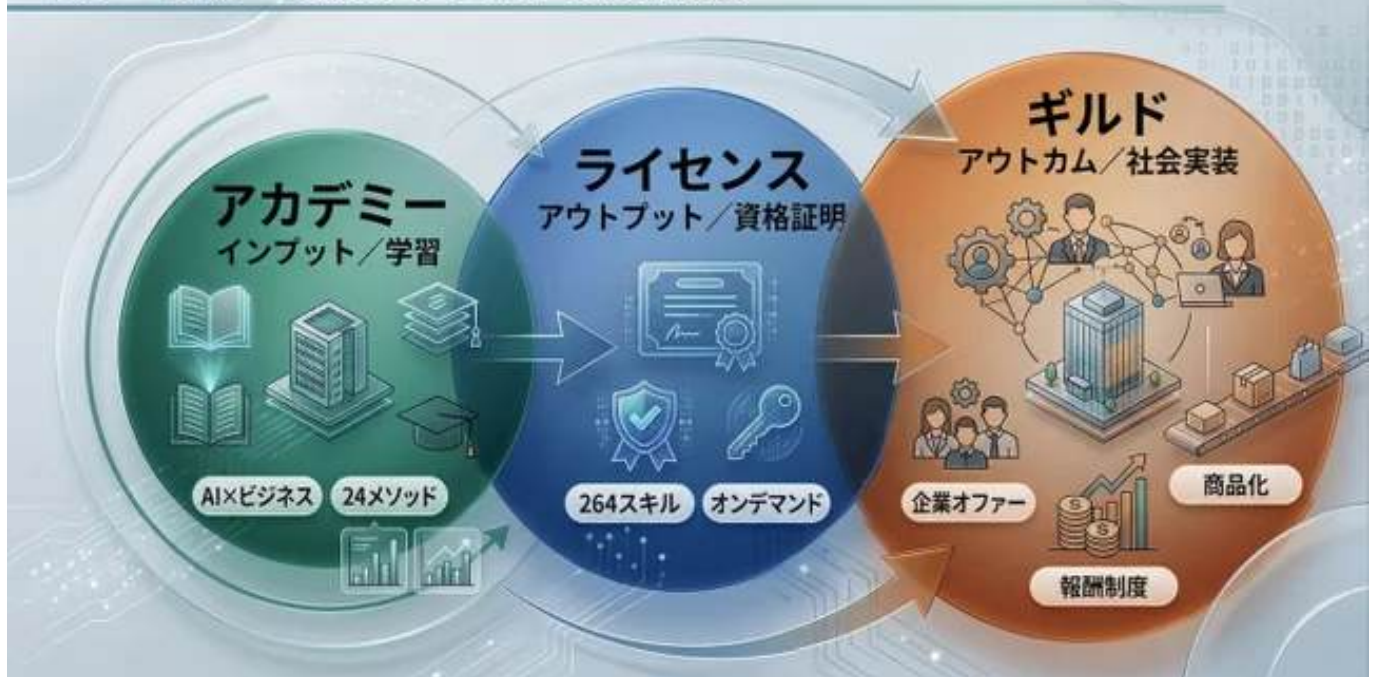 アカデミー
インプット／学習
AI×ビジネス
24メソッド
ライセンス
アウトプット／資格証明
264スキル
オンデマンド
ギルド
アウトカム／社会実装
企業オファー
商品化
報酬制度